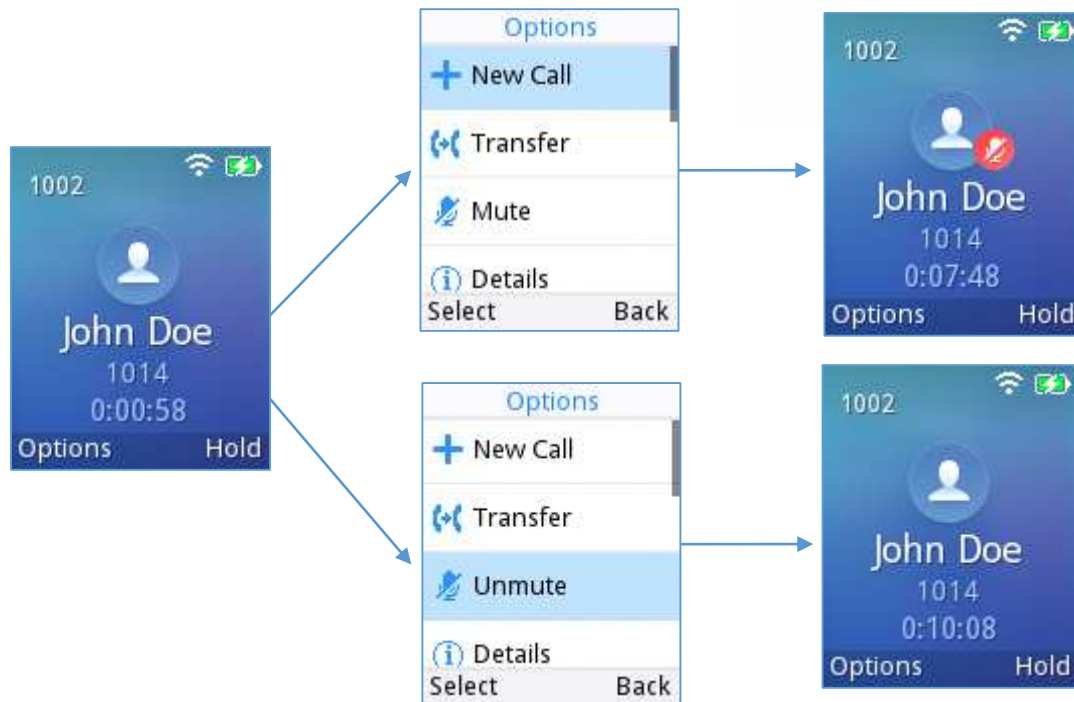 1002
John Doe
1014
0:00:58
Options Hold
Options
New Call
Transfer
Mute
Details
Select Back
1002
John Doe
1014
0:07:48
Options Hold
Options
New Call
Transfer
Unmute
Details
Select Back
1002
John Doe
1014
0:10:08
Options Hold